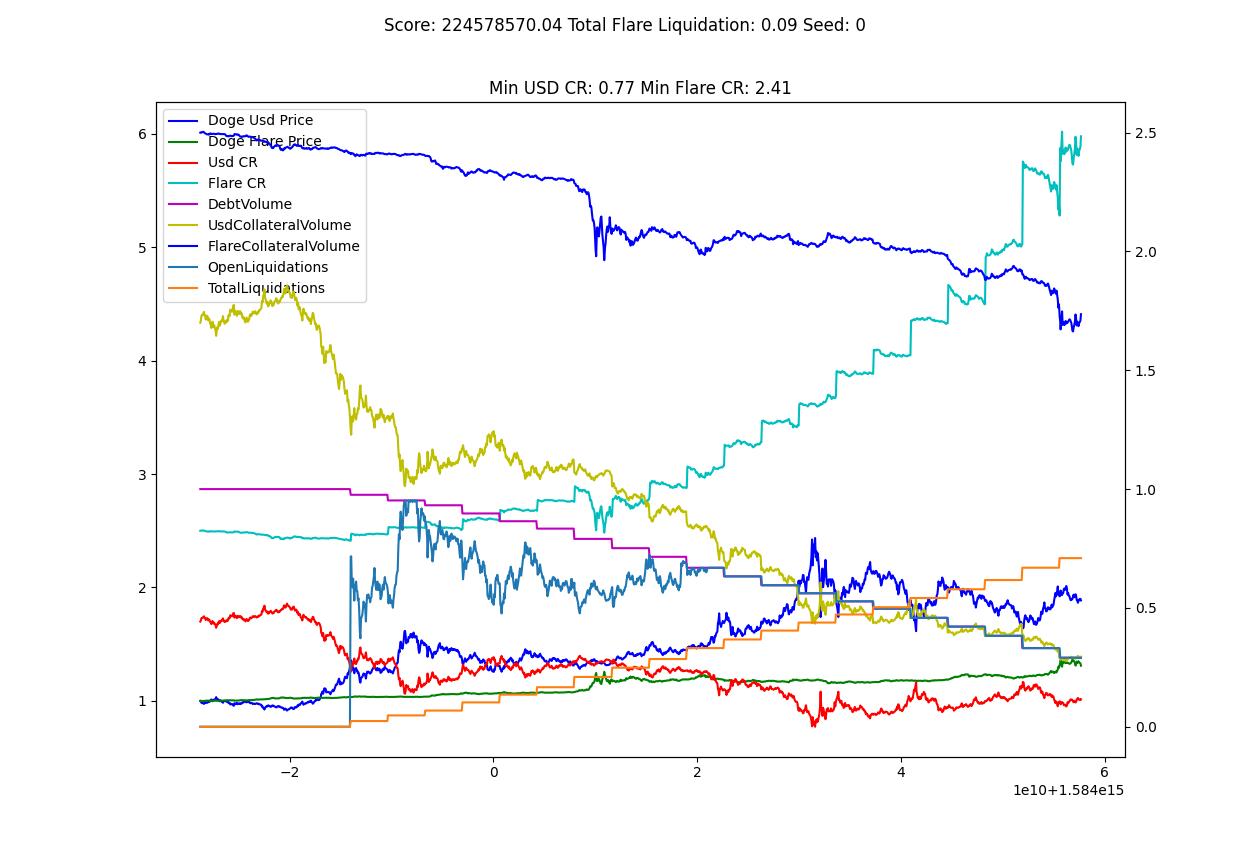 Score: 224578570.04 Total Flare Liquidation: 0.09 Seed: 0
Min USD CR: 0.77 Min Flare CR: 2.41
Doge Usd Price
Doge Flare Price
Usd CR
Flare CR
DebtVolume
UsdCollateralVolume
FlareCollateralVolume
OpenLiquidations
TotalLiquidations
6
5
4
3
2
1
2.5
2.0
1.5
1.0
0.5
0.0
−2
0
2
4
6
1e10+1.584e15